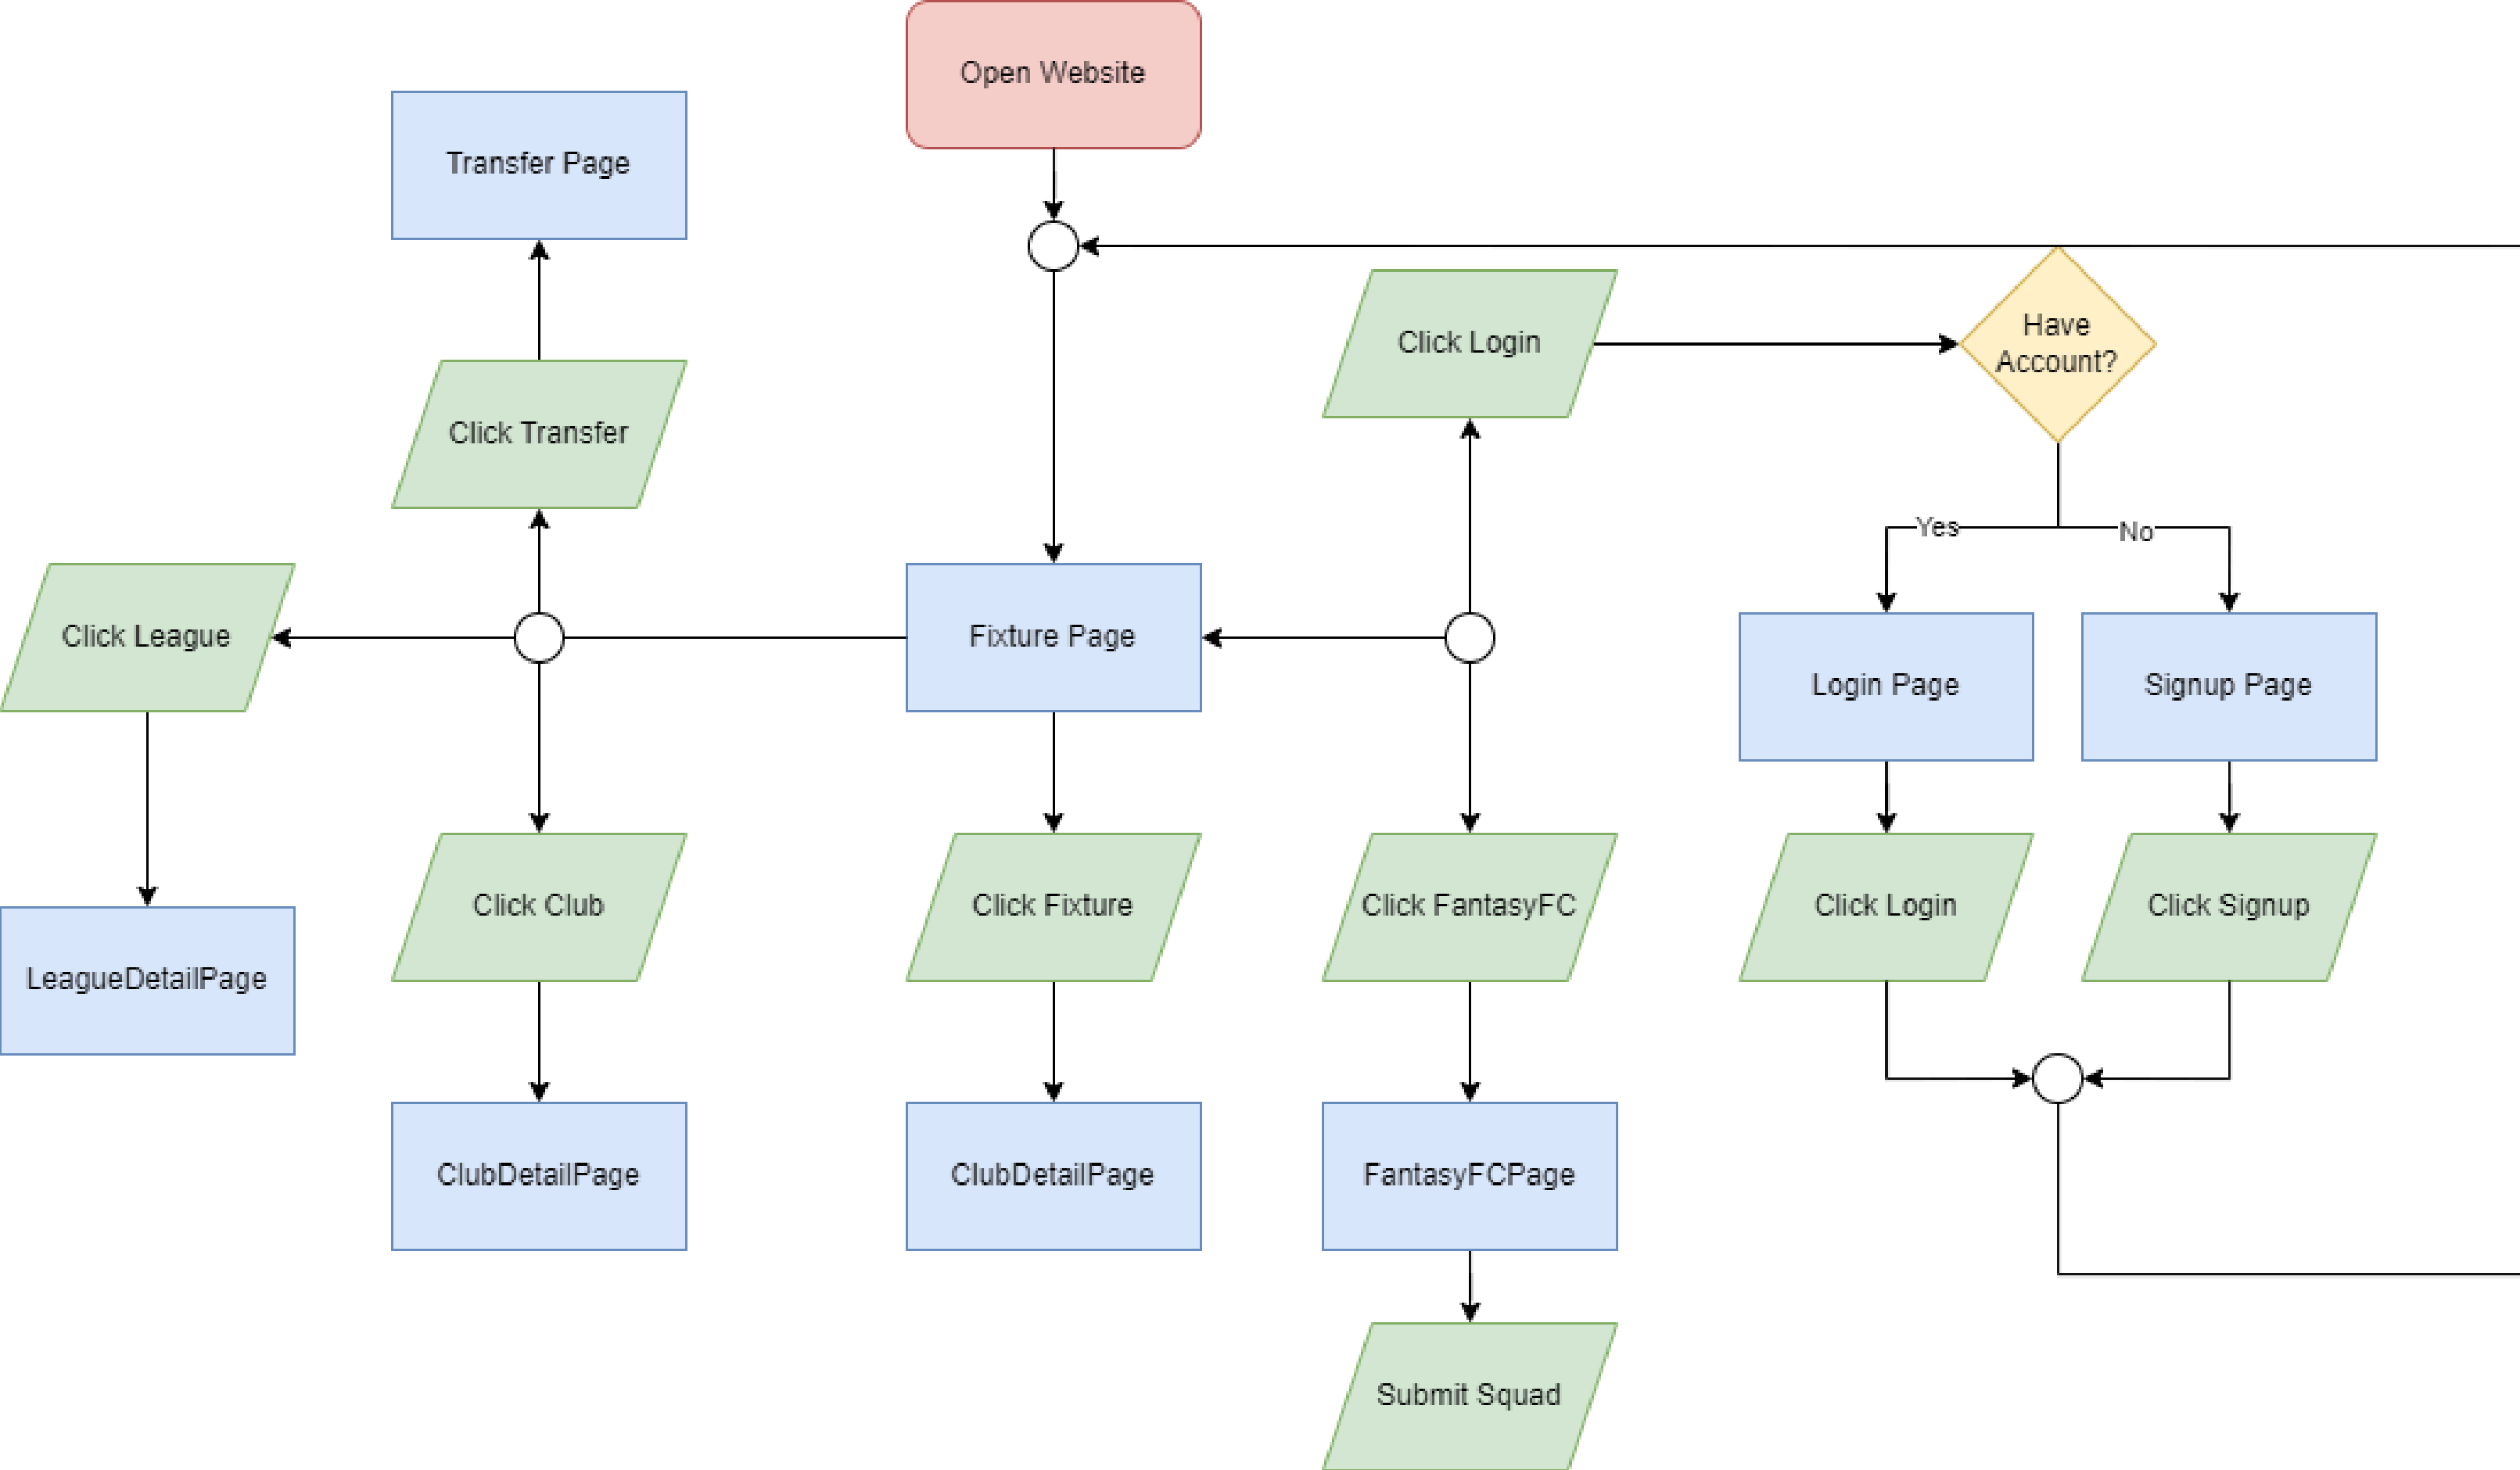 Open Website
Transfer Page
Click Login
Have
Account?
Click Transfer
Yes
No
Click League
Fixture Page
Login Page
Signup Page
Click Club
Click Fixture
Click FantasyFC
Click Login
Click Signup
LeagueDetailPage
ClubDetailPage
ClubDetailPage
FantasyFCPage
Submit Squad